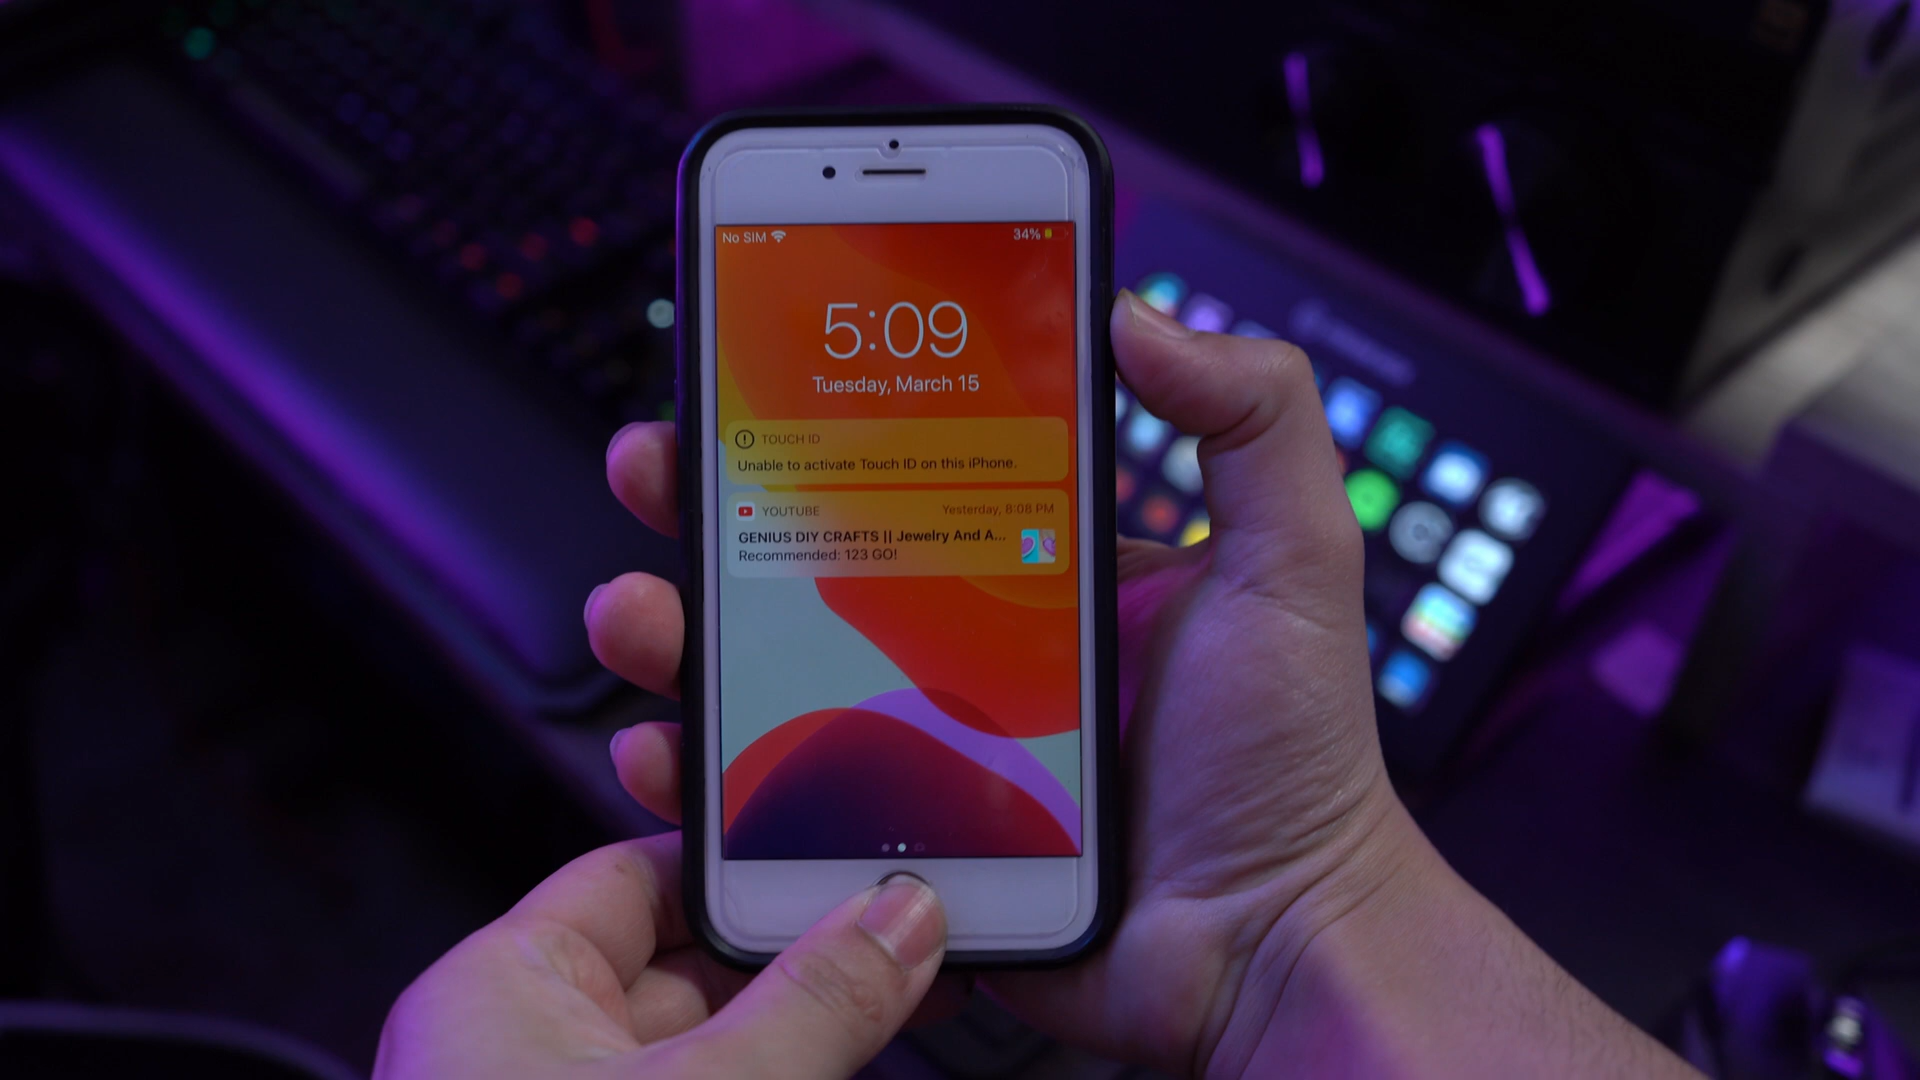 No SIM 34%
5:09
Tuesday, March 15
TOUCH ID
Unable to activate Touch ID on this iPhone.
YOUTUBE Yesterday, 8:08 PM
GENIUS DIY CRAFTS || Jewelry And A...
Recommended: 123 GO!